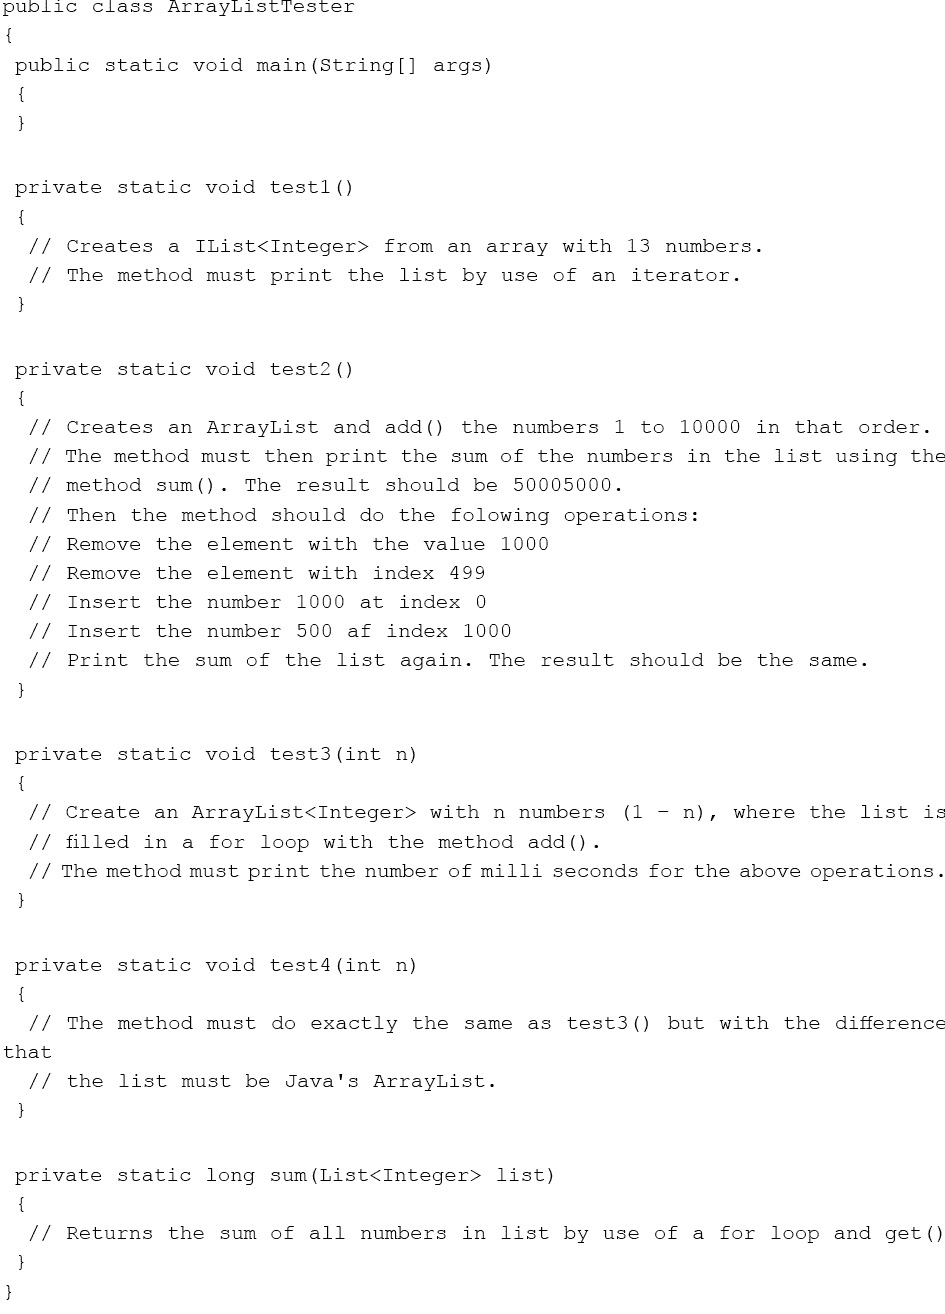 public class ArrayListTester
{
public static void main(String[] args)
{
}
private static void test1()
{
// Creates a IList<Integer> from an array with 13 numbers.
// The method must print the list by use of an iterator.
}
private static void test2()
{
// Creates an ArrayList and add() the numbers 1 to 10000 in that order.
// The method must then print the sum of the numbers in the list using the
// method sum(). The result should be 50005000.
// Then the method should do the folowing operations:
// Remove the element with the value 1000
// Remove the element with index 499
// Insert the number 1000 at index 0
// Insert the number 500 af index 1000
// Print the sum of the list again. The result should be the same.
}
private static void test3(int n)
{
// Create an ArrayList<Integer> with n numbers (1 - n), where the list is
// filled in a for loop with the method add().
// The method must print the number of milli seconds for the above operations.
}
private static void test4(int n)
{
// The method must do exactly the same as test3() but with the difference
that
// the list must be Java's ArrayList.
}
private static long sum(List<Integer> list)
{
// Returns the sum of all numbers in list by use of a for loop and get()
}
}